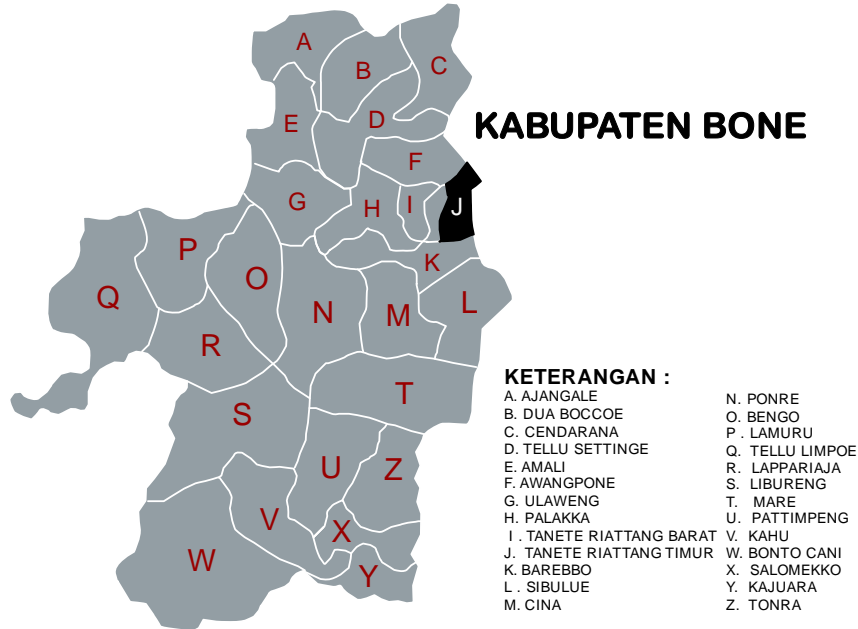 A
B
C
D
E
F
G
H
I
J
K
L
M
N
O
P
Q
R
S
T
U
V
W
X
Y
Z
KABUPATEN BONE
KETERANGAN :
A. AJANGALE
B. DUA BOCCOE
C. CENDARANA
D. TELLU SETTINGE
E. AMALI
F. AWANGPONE
G. ULAWENG
H. PALAKKA
I . TANETE RIATTANG BARAT
J. TANETE RIATTANG TIMUR
K. BAREBBO
L . SIBULUE
M. CINA
N. PONRE
O. BENGO
P . LAMURU
Q. TELLU LIMPOE
R. LAPPARIAJA
S. LIBURENG
T. MARE
U. PATTIMPENG
V. KAHU
W. BONTO CANI
X. SALOMEKKO
Y. KAJUARA
Z. TONRA